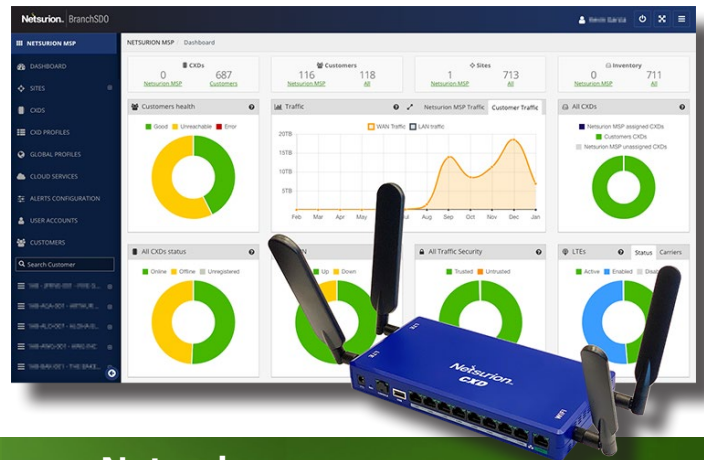 Netsurion. BranchSDO
NETSURION MSP
NETSURION MSP / Dashboard
DASHBOARD
SITES
CXDS
CXD PROFILES
GLOBAL PROFILES
CLOUD SERVICES
ALERTS CONFIGURATION
USER ACCOUNTS
CUSTOMERS
Search Customer
CXDs
0 687
Netsurion MSP Customers
Customers
116 118
Netsurion MSP All
Sites
1 713
Netsurion MSP All
Inventory
0 711
Netsurion MSP All
Customers health
Good Unreachable Error
Traffic Netsurion MSP Traffic Customer Traffic
WAN Traffic LAN traffic
20TB
15TB
10TB
5TB
Feb Mar Apr May Jul Aug Sep Oct Nov Dec Jan
All CXDs
Netsurion MSP assigned CXDs
Customers CXDs
Netsurion MSP unassigned CXDs
All CXDs status
Online Offline Unregistered
Up Down
All Traffic Security
Trusted Untrusted
LTEs Status Carriers
Active Enabled
LTE
LTE
Netsurion.
CXD